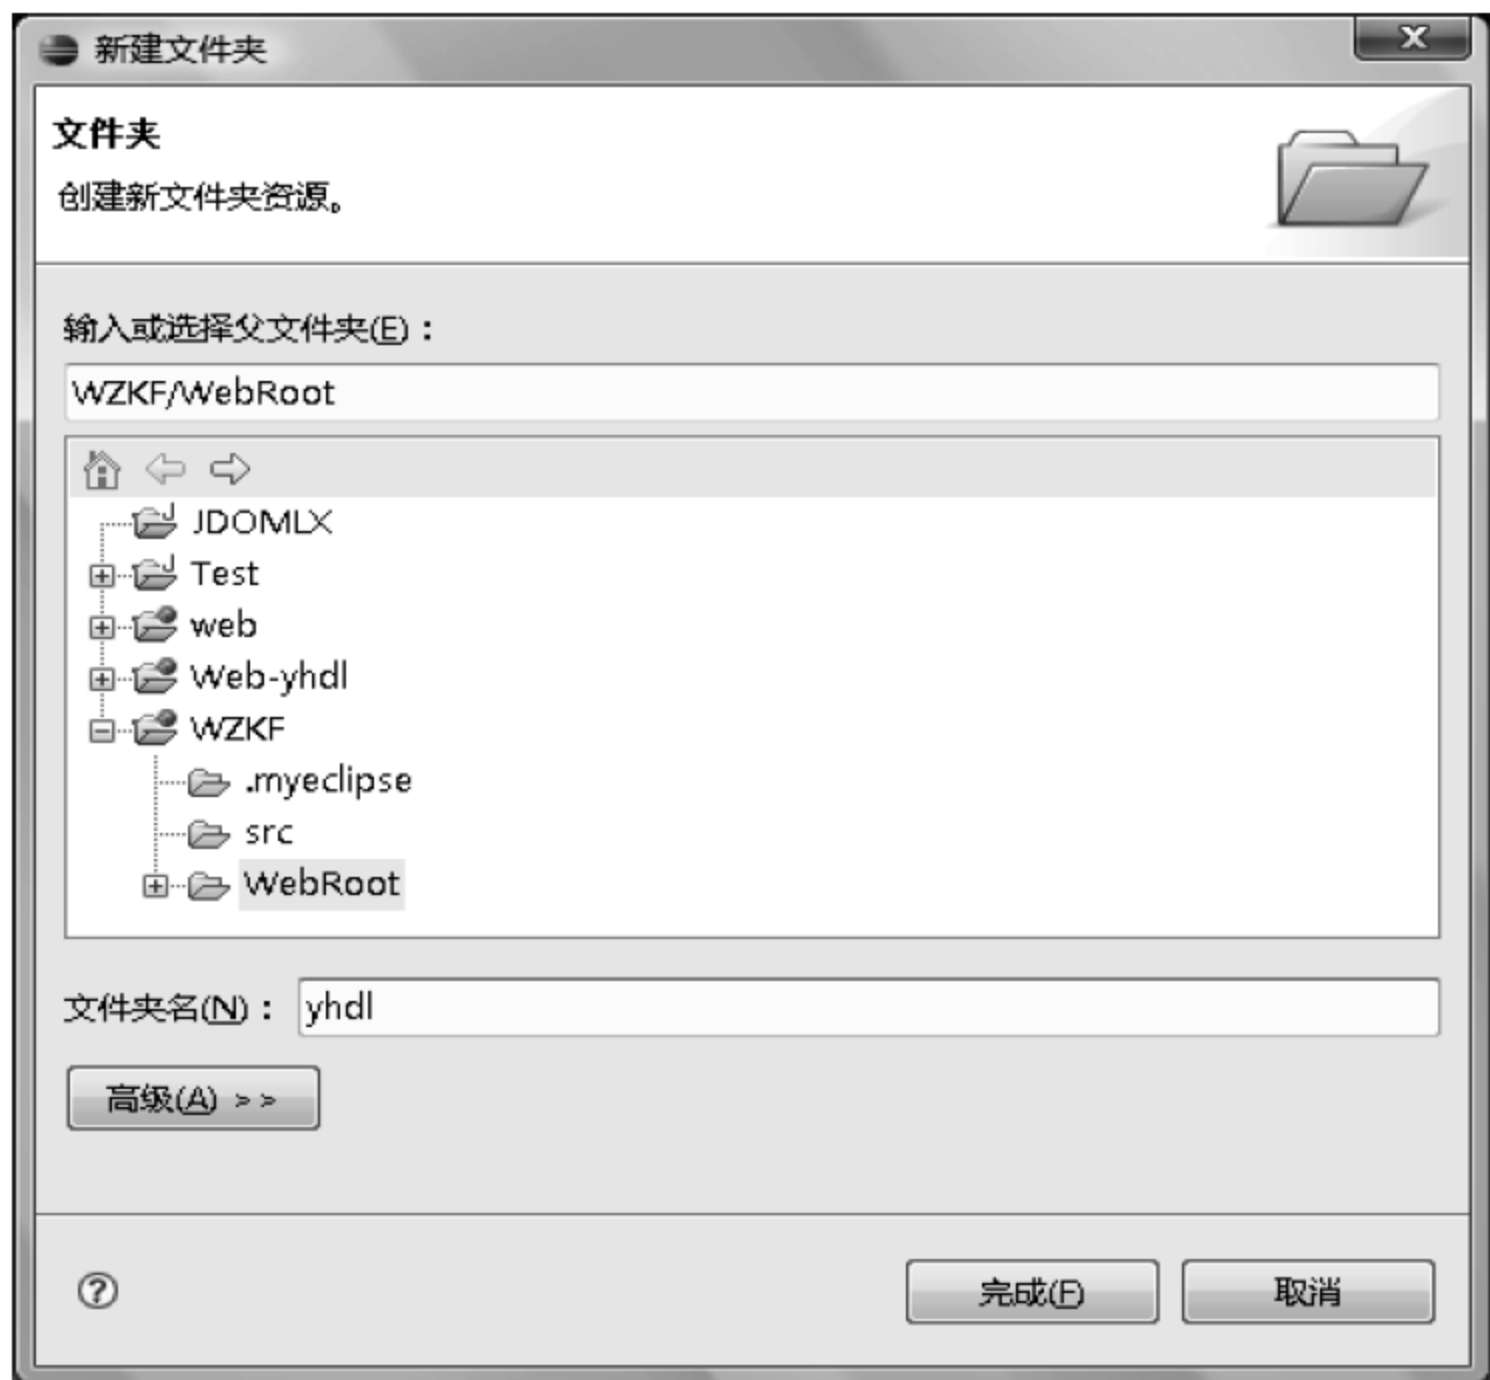 新建文件夹
文件夹
创建新文件夹资源。
输入或选择父文件夹(E)：
WZKF/WebRoot
JDOMLX
Test
web
Web-yhdl
WZKF
.myeclipse
src
WebRoot
文件夹名(N)： yhdl
高级(A) >>
完成(F) 取消